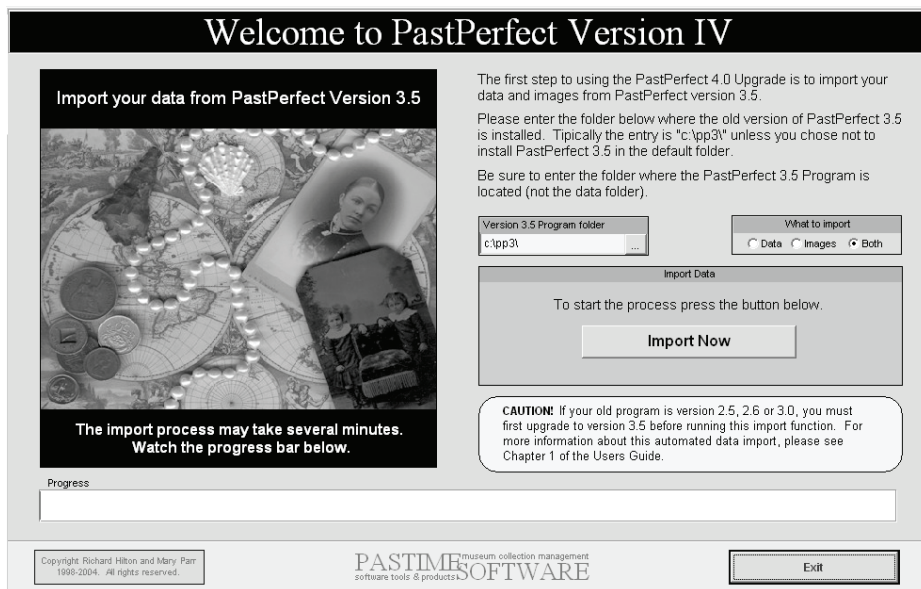 Welcome to PastPerfect Version IV
Import your data from PastPerfect Version 3.5
The import process may take several minutes.
Watch the progress bar below.
The first step to using the PastPerfect 4.0 Upgrade is to import your
data and images from PastPerfect version 3.5.
Please enter the folder below where the old version of PastPerfect 3.5
is installed. Tipically the entry is "c:\pp3\" unless you chose not to
install PastPerfect 3.5 in the default folder.
Be sure to enter the folder where the PastPerfect 3.5 Program is
located (not the data folder).
Version 3.5 Program folder
c:\pp3\
...
What to import
Data Images Both
Import Data
To start the process press the button below.
Import Now
CAUTION! If your old program is version 2.5, 2.6 or 3.0, you must
first upgrade to version 3.5 before running this import function. For
more information about this automated data import, please see
Chapter 1 of the Users Guide.
Progress
Copyright Richard Hilton and Mary Parr
1998-2004. All rights reserved.
PASTIME museum collection management
software tools & products SOFTWARE
Exit